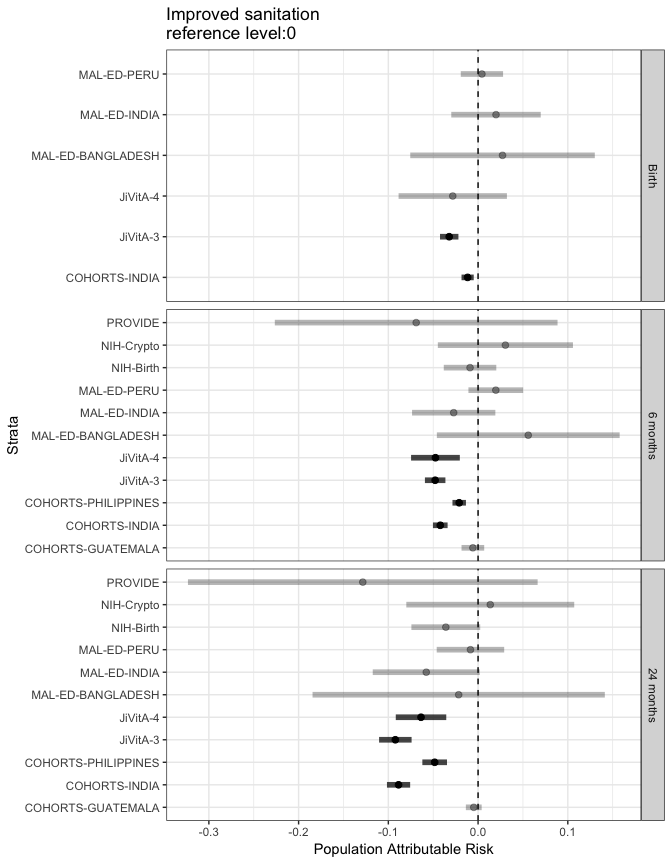 Improved sanitation
reference level:0
Strata
MAL-ED-PERU
MAL-ED-INDIA
MAL-ED-BANGLADESH
JiVitA-4
JiVitA-3
COHORTS-INDIA
Birth
PROVIDE
NIH-Crypto
NIH-Birth
MAL-ED-PERU
MAL-ED-INDIA
MAL-ED-BANGLADESH
JiVitA-4
JiVitA-3
COHORTS-PHILIPPINES
COHORTS-INDIA
COHORTS-GUATEMALA
6 months
PROVIDE
NIH-Crypto
NIH-Birth
MAL-ED-PERU
MAL-ED-INDIA
MAL-ED-BANGLADESH
JiVitA-4
JiVitA-3
COHORTS-PHILIPPINES
COHORTS-INDIA
COHORTS-GUATEMALA
24 months
-0.3 -0.2 -0.1 0.0 0.1
Population Attributable Risk